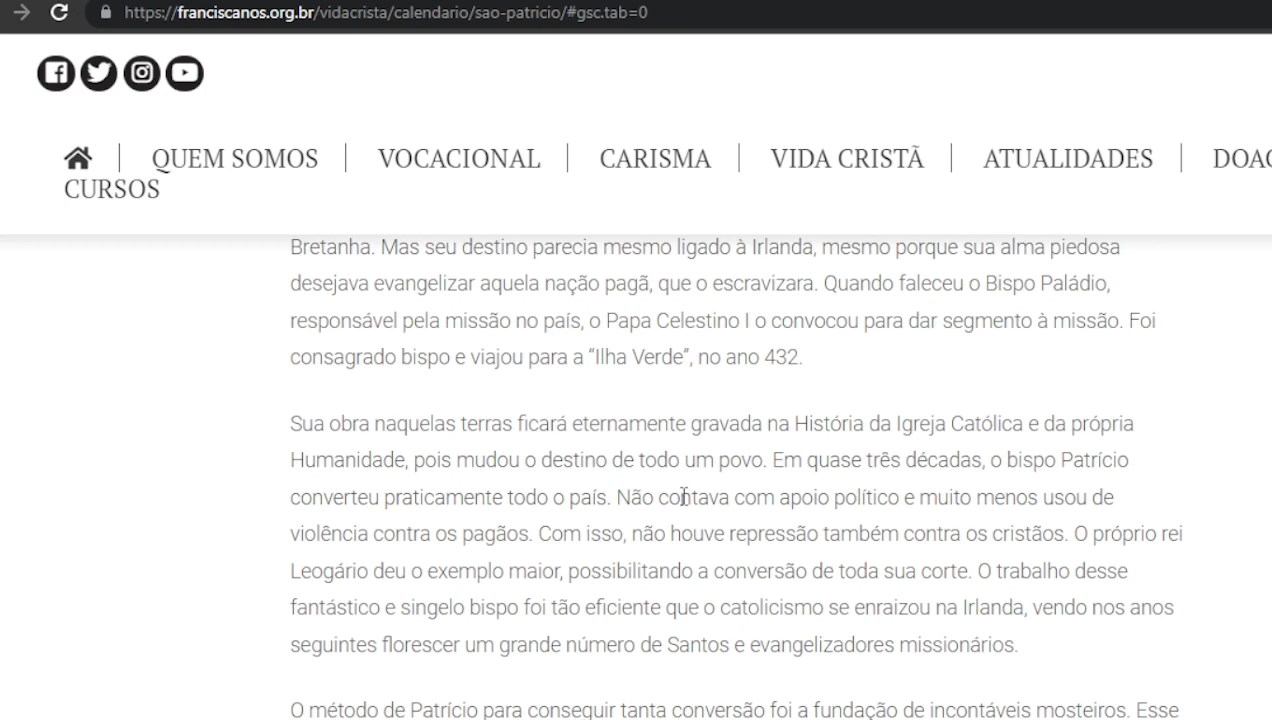 https://franciscanos.org.br/vidacrista/calendario/sao-patricio/#gsc.tab=0
QUEM SOMOS | VOCACIONAL | CARISMA | VIDA CRISTÃ | ATUALIDADES |
CURSOS
Bretanha. Mas seu destino parecia mesmo ligado à Irlanda, mesmo porque sua alma piedosa
desejava evangelizar aquela nação pagã, que o escravizara. Quando faleceu o Bispo Paládio,
responsável pela missão no país, o Papa Celestino I o convocou para dar segmento à missão. Foi
consagrado bispo e viajou para a “Ilha Verde”, no ano 432.
Sua obra naquelas terras ficará eternamente gravada na História da Igreja Católica e da própria
Humanidade, pois mudou o destino de todo um povo. Em quase três décadas, o bispo Patrício
converteu praticamente todo o país. Não contava com apoio político e muito menos usou de
violência contra os pagãos. Com isso, não houve repressão também contra os cristãos. O próprio rei
Leogário deu o exemplo maior, possibilitando a conversão de toda sua corte. O trabalho desse
fantástico e singelo bispo foi tão eficiente que o catolicismo se enraizou na Irlanda, vendo nos anos
seguintes florescer um grande número de Santos e evangelizadores missionários.
O método de Patrício para conseguir tanta conversão foi a fundação de incontáveis mosteiros. Esse